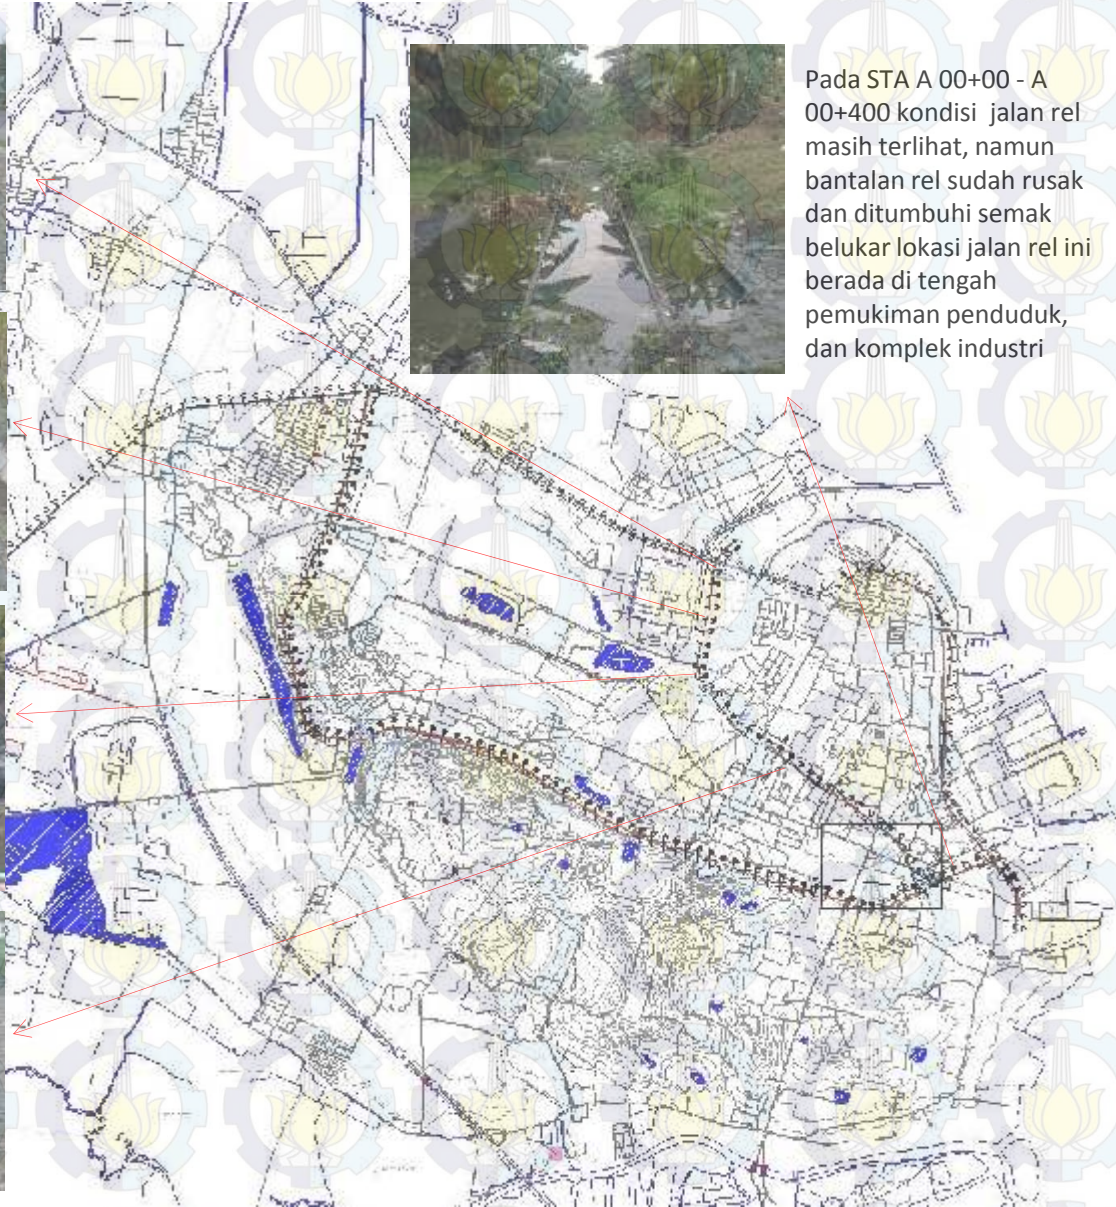 Pada STA A 00+00 - A
00+400 kondisi jalan rel
masih terlihat, namun
bantalan rel sudah rusak
dan ditumbuhi semak
belukar lokasi jalan rel ini
berada di tengah
pemukiman penduduk,
dan komplek industri